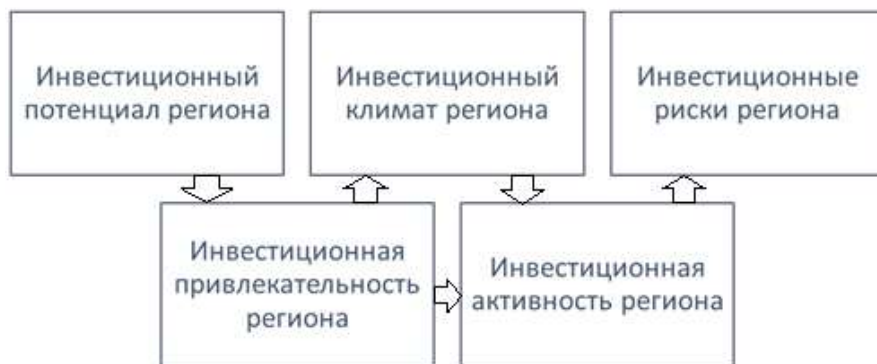 Инвестиционный
потенциал региона
Инвестиционный
климат региона
Инвестиционные
риски региона
Инвестиционная
привлекательность
региона
Инвестиционная
активность региона